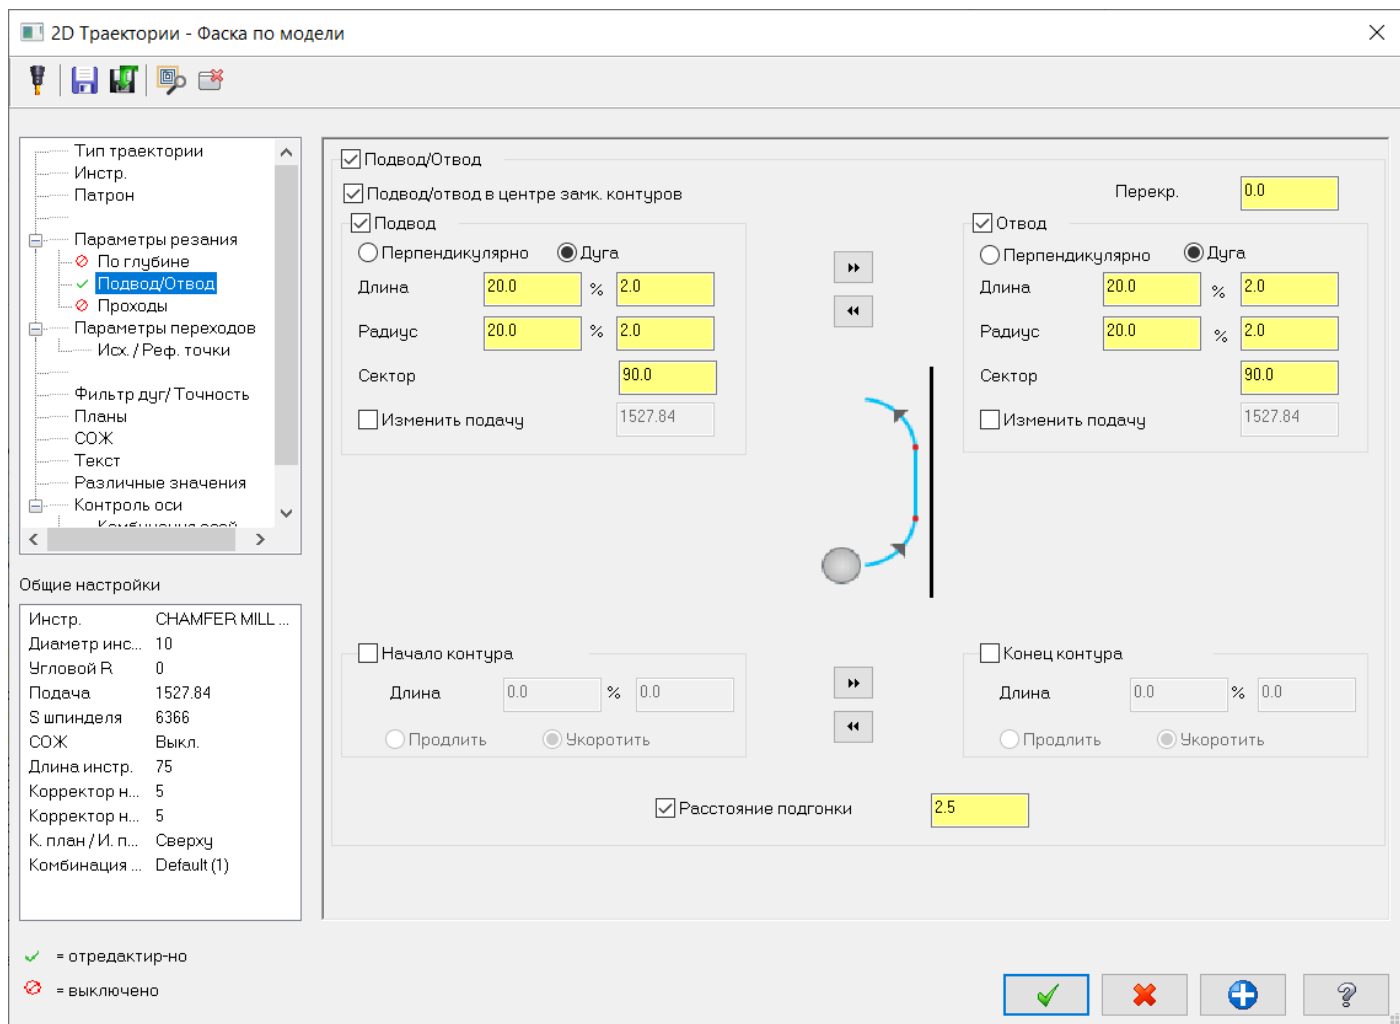 2D Траектории - Фаска по модели
Тип траектории
Инстр.
Патрон
Параметры резания
По глубине
Подвод/Отвод
Проходы
Параметры переходов
Исх. / Реф. точки
Фильтр дуг/ Точность
Планы
СОЖ
Текст
Различные значения
Контроль оси
Общие настройки
Инстр. CHAMFER MILL ...
Диаметр инс... 10
Угловой R 0
Подача 1527.84
S шпинделя 6366
СОЖ Выкл.
Длина инстр. 75
Корректор н... 5
Корректор н... 5
К. план / И. п... Сверху
Комбинация ... Default (1)
= отредактир-но
= выключено
Подвод/Отвод
Подвод/отвод в центре замк. контуров
Перекр. 0.0
Подвод
Перпендикулярно Дуга
Длина 20.0 % 2.0
Радиус 20.0 % 2.0
Сектор 90.0
Изменить подачу 1527.84
Отвод
Перпендикулярно Дуга
Длина 20.0 % 2.0
Радиус 20.0 % 2.0
Сектор 90.0
Изменить подачу 1527.84
Начало контура
Длина 0.0 % 0.0
Продлить Укоротить
Конец контура
Длина 0.0 % 0.0
Продлить Укоротить
Расстояние подгонки 2.5